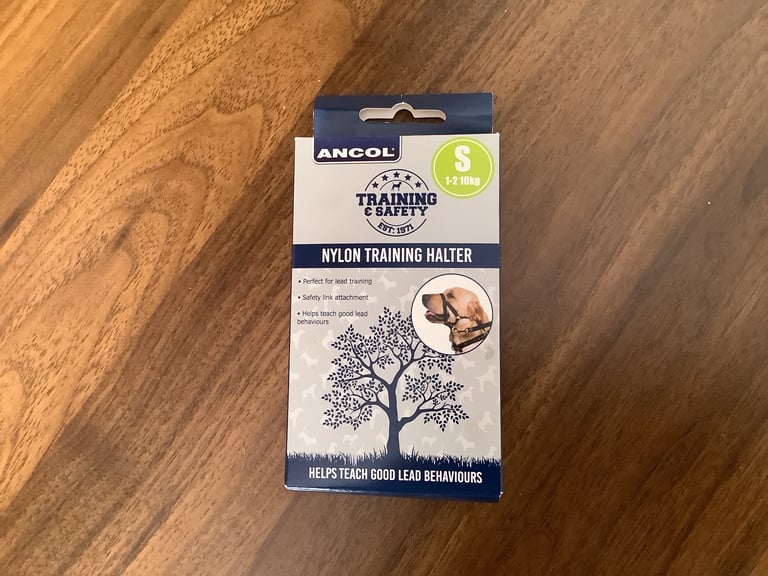 ANCOL
S
1-2 10kg
TRAINING
& SAFETY
EST: 1971
NYLON TRAINING HALTER
• Perfect for lead training
• Safety link attachment
• Helps teach good lead
behaviours
HELPS TEACH GOOD LEAD BEHAVIOURS